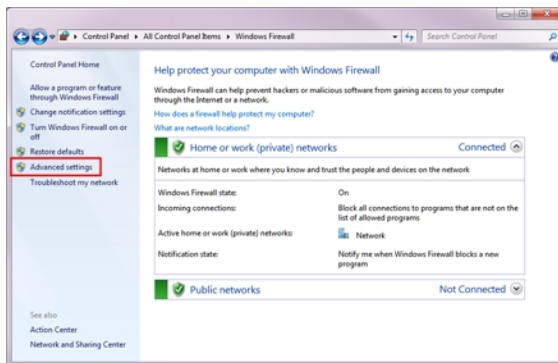 Control Panel ▸ All Control Panel Items ▸ Windows Firewall
Search Control Panel
Control Panel Home
Allow a program or feature
through Windows Firewall
Change notification settings
Turn Windows Firewall on or
off
Restore defaults
Advanced settings
Troubleshoot my network
See also
Action Center
Network and Sharing Center
Help protect your computer with Windows Firewall
Windows Firewall can help prevent hackers or malicious software from gaining access to your computer
through the Internet or a network.
How does a firewall help protect my computer?
What are network locations?
Home or work (private) networks Connected
Networks at home or work where you know and trust the people and devices on the network
Windows Firewall state: On
Incoming connections: Block all connections to programs that are not on the
list of allowed programs
Active home or work (private) networks: Network
Notification state: Notify me when Windows Firewall blocks a new
program
Public networks Not Connected